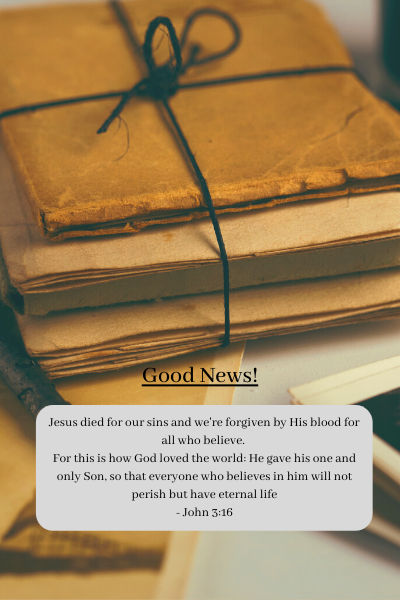 Good News!
Jesus died for our sins and we're forgiven by His blood for
all who believe.
For this is how God loved the world: He gave his one and
only Son, so that everyone who believes in him will not
perish but have eternal life
- John 3:16